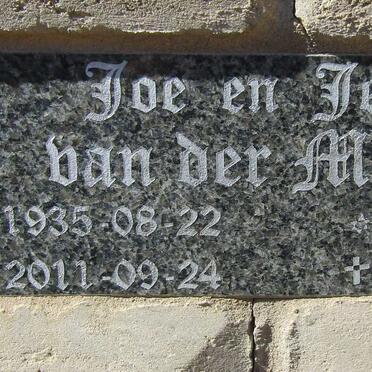 Joe en
van der
1935-08-22
2011-09-24